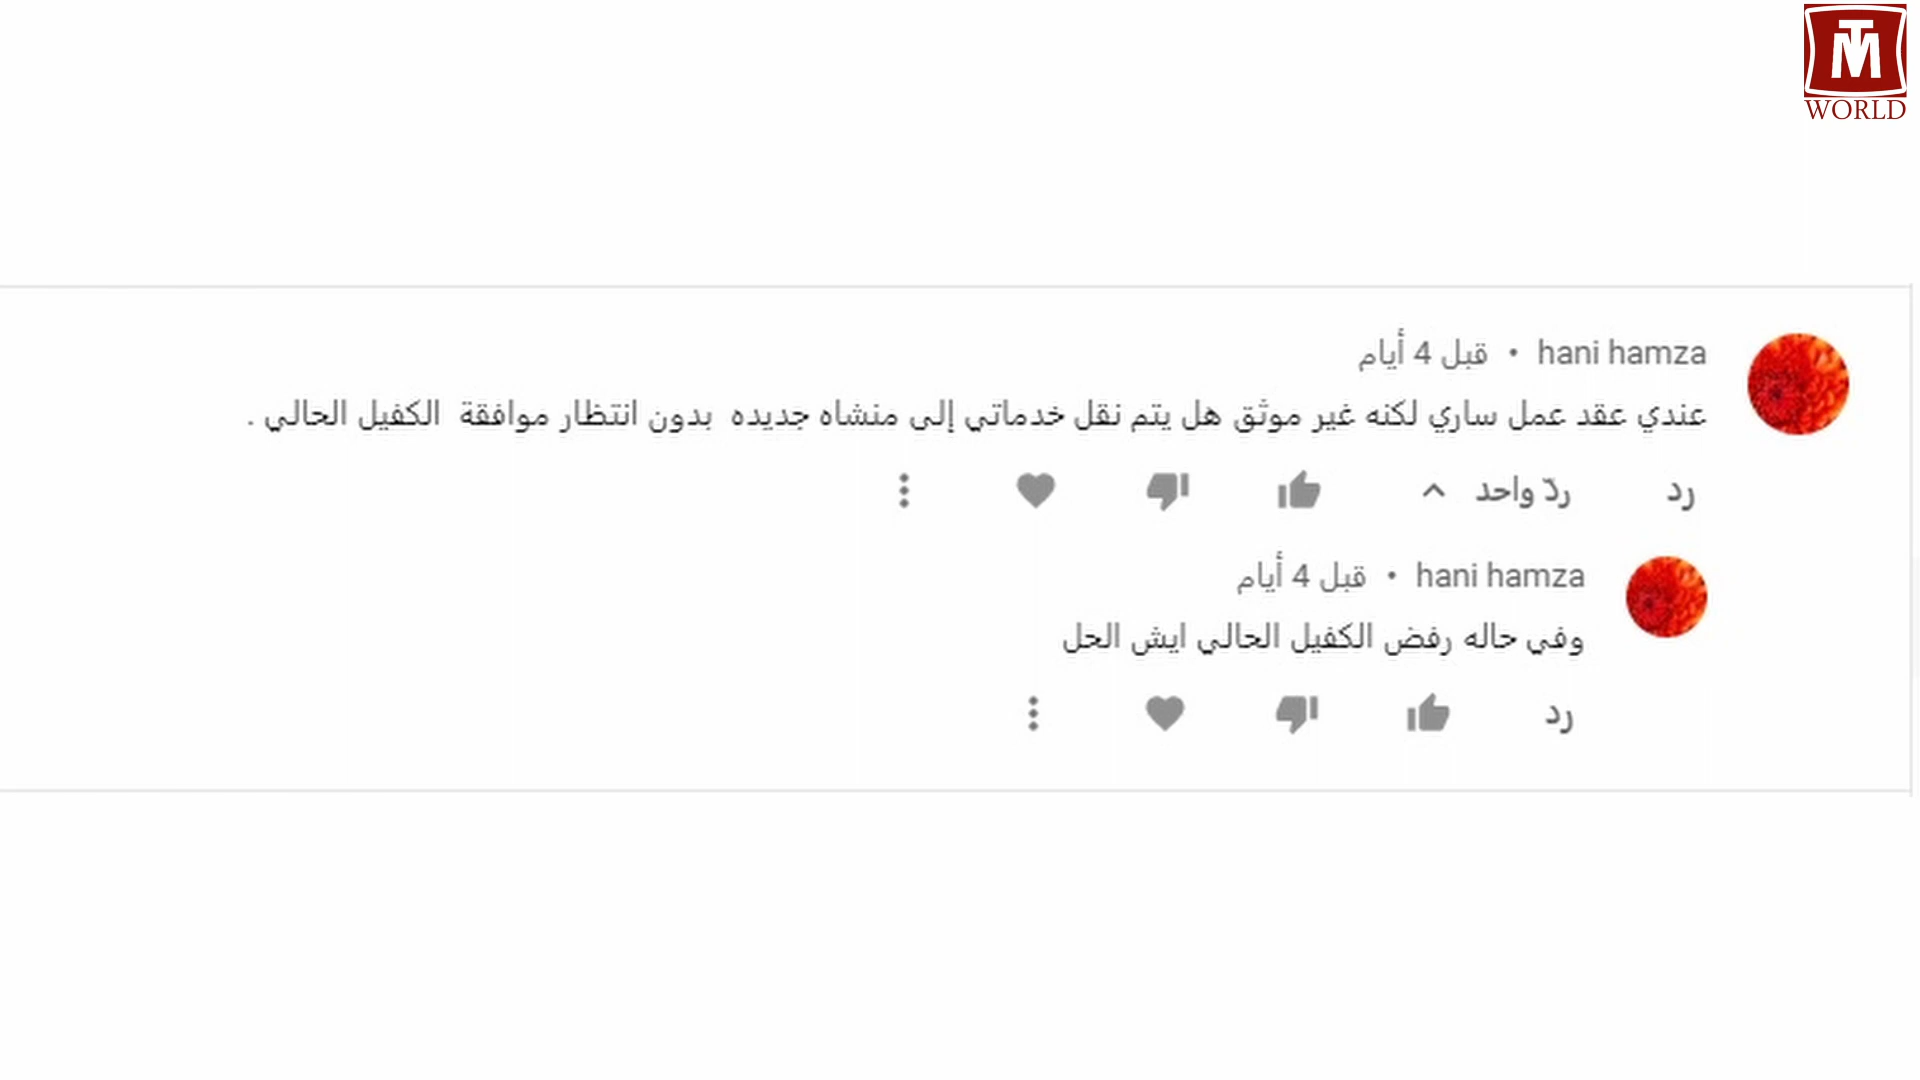 TM
WORLD
hani hamza • قبل 4 أيام
عندي عقد عمل ساري لكنه غير موثق هل يتم نقل خدماتي إلى منشاه جديده بدون انتظار موافقة الكفيل الحالي .
رد ردّ واحد
hani hamza • قبل 4 أيام
وفي حاله رفض الكفيل الحالي ايش الحل
رد